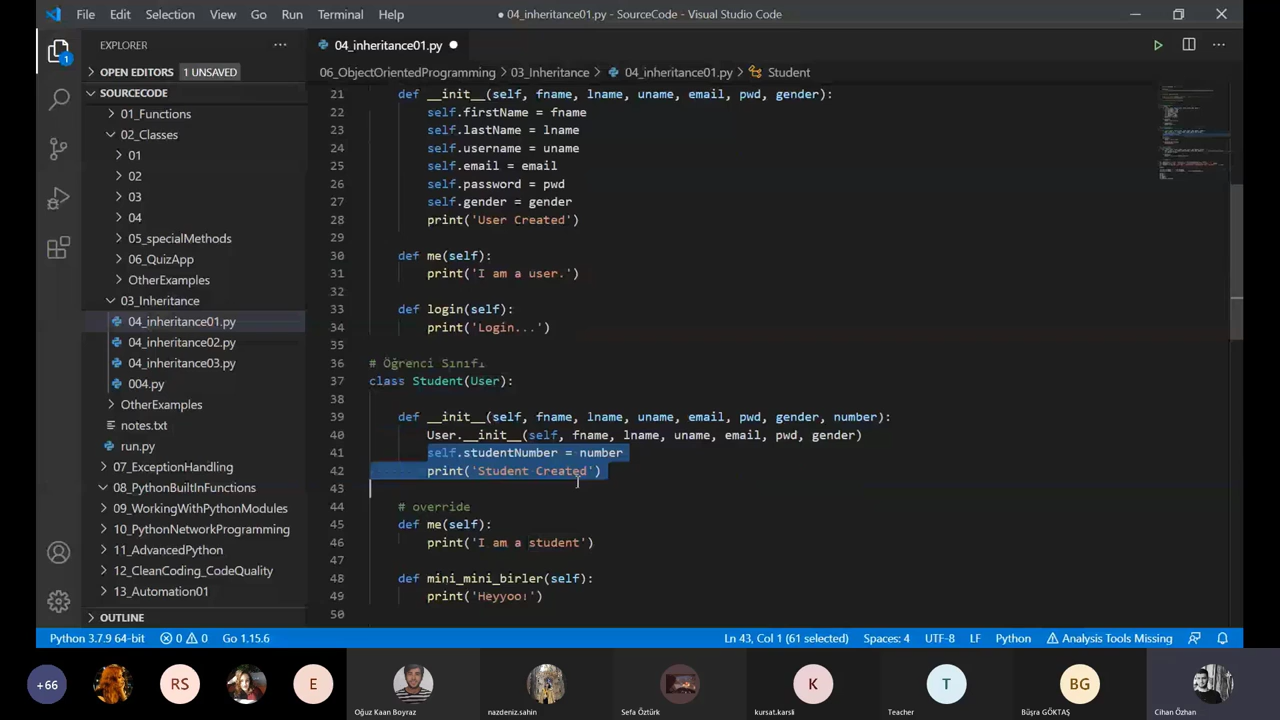 File Edit Selection View Go Run Terminal Help
● 04_inheritance01.py - SourceCode - Visual Studio Code
EXPLORER
04_inheritance01.py
OPEN EDITORS 1 UNSAVED
06_ObjectOrientedProgramming > 03_Inheritance > 04_inheritance01.py > Student
SOURCECODE
01_Functions
02_Classes
01
02
03
04
05_specialMethods
06_QuizApp
OtherExamples
03_Inheritance
04_inheritance01.py
04_inheritance02.py
04_inheritance03.py
004.py
OtherExamples
notes.txt
run.py
07_ExceptionHandling
08_PythonBuiltInFunctions
09_WorkingWithPythonModules
10_PythonNetworkProgramming
11_AdvancedPython
12_CleanCoding_CodeQuality
13_Automation01
OUTLINE
1
21 def __init__(self, fname, lname, uname, email, pwd, gender):
22 self.firstName = fname
23 self.lastName = lname
24 self.username = uname
25 self.email = email
26 self.password = pwd
27 self.gender = gender
28 print('User Created')
29
30 def me(self):
31 print('I am a user.')
32
33 def login(self):
34 print('Login...')
35
36 # Öğrenci Sınıfı
37 class Student(User):
38
39 def __init__(self, fname, lname, uname, email, pwd, gender, number):
40 User.__init__(self, fname, lname, uname, email, pwd, gender)
41 self.studentNumber = number
42 print('Student Created')
43
44 # override
45 def me(self):
46 print('I am a student')
47
48 def mini_mini_birler(self):
49 print('Heyyoo!')
50
Python 3.7.9 64-bit 0 0 Go 1.15.6 Ln 43, Col 1 (61 selected) Spaces: 4 UTF-8 LF Python Analysis Tools Missing
+66 RS E K T BG
Oğuz Kaan Boyraz nazdeniz.sahin Sefa Öztürk kursat.karsli Teacher Büşra GÖKTAŞ Cihan Özhan